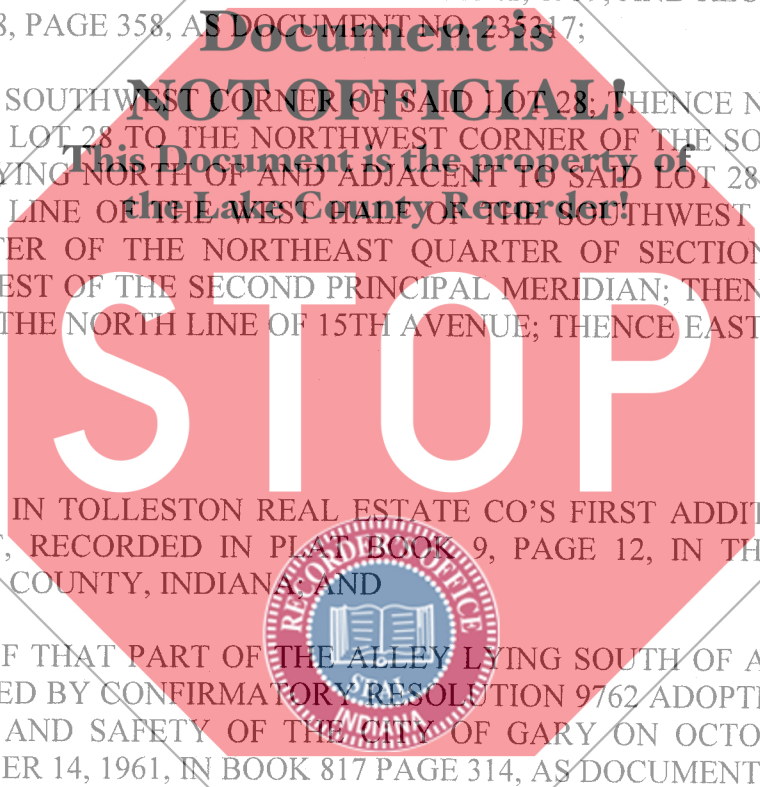 8, PAGE 358, AS DOCUMENT NO. 235317;
Document is
NOT OFFICIAL!
This Document is the property of
the Lake County Recorder!
SOUTHWEST CORNER OF SAID LOT 28; THENCE N
LOT 28 TO THE NORTHWEST CORNER OF THE SO
YING NORTH OF AND ADJACENT TO SAID LOT 28
LINE OF THE WEST HALF OF THE SOUTHWEST
TER OF THE NORTHEAST QUARTER OF SECTION
EST OF THE SECOND PRINCIPAL MERIDIAN; THEN
THE NORTH LINE OF 15TH AVENUE; THENCE EAST
STOP
IN TOLLESTON REAL ESTATE CO'S FIRST ADDIT
, RECORDED IN PLAT BOOK 9, PAGE 12, IN TH
COUNTY, INDIANA; AND
RECORDER'S OFFICE
SEAL
INDIANA
F THAT PART OF THE ALLEY LYING SOUTH OF A
ED BY CONFIRMATORY RESOLUTION 9762 ADOPTE
AND SAFETY OF THE CITY OF GARY ON OCTO
ER 14, 1961, IN BOOK 817 PAGE 314, AS DOCUMENT